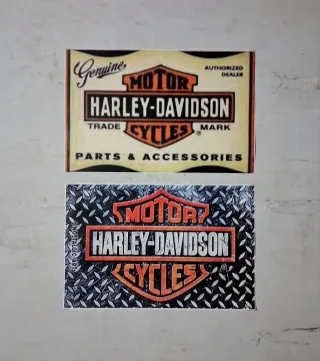 Genuine
AUTHORIZED
DEALER
MOTOR
HARLEY-DAVIDSON
TRADE MARK
CYCLES ®
PARTS & ACCESSORIES
MOTOR
HARLEY-DAVIDSON
CYCLES